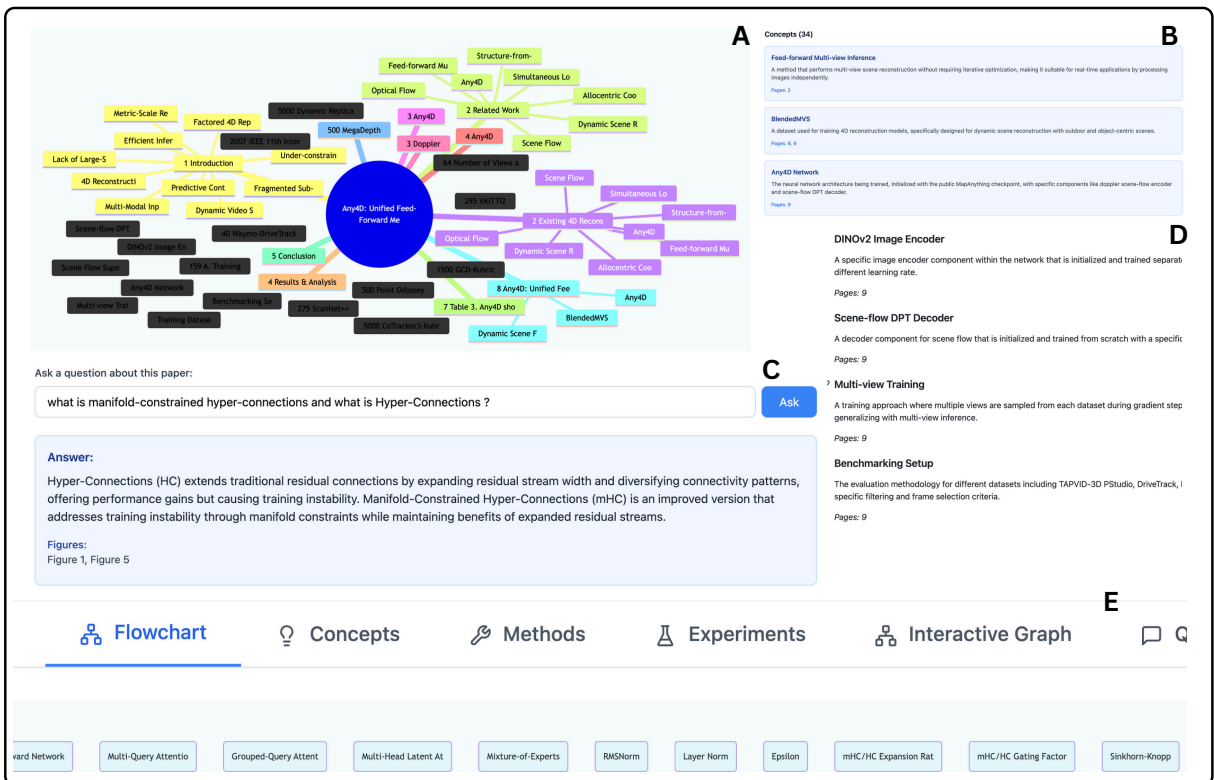 A
Structure-from-
Feed-forward Mu
Any4D
Simultaneous Lo
Optical Flow
Allocentric Coo
5000 Dynamic Replica
2 Related Work
Metric-Scale Re
Factored 4D Rep
3 Any4D
Dynamic Scene R
500 MegaDepth
4 Any4D
Efficient Infer
2007 IEEE 11th Inter
3 Doppler
Scene Flow
Lack of Large-S
1 Introduction
Under-constrain
64 Number of Views a
4D Reconstructi
Predictive Cont
Fragmented Sub-
Scene Flow
Simultaneous Lo
Multi-Modal Inp
Dynamic Video S
Any4D: Unified Feed-
Forward Me
295 VKITTI2
Structure-from-
2 Existing 4D Recons
Scene-flow DPT
40 Waymo-DriveTrack
Any4D
Optical Flow
DINOv2 Image En
Dynamic Scene R
Feed-forward Mu
5 Conclusion
Scene Flow Supe
159 A. Training
1500 GCD-Kubric
Allocentric Coo
4 Results & Analysis
Any4D Network
500 Point Odyssey
8 Any4D: Unified Fee
Any4D
Multi-view Trai
Benchmarking Se
275 ScanNet++
7 Table 3. Any4D sho
BlendedMVS
Training Datase
5000 CoTracker3-Kubr
Dynamic Scene F
B
Concepts (34)
Feed-forward Multi-view Inference
A method that performs multi-view scene reconstruction without requiring iterative optimization, making it suitable for real-time applications by processing
images independently.
Pages: 2
BlendedMVS
A dataset used for training 4D reconstruction models, specifically designed for dynamic scene reconstruction with outdoor and object-centric scenes.
Pages: 8, 9
Any4D Network
The neural network architecture being trained, initialized with the public MapAnything checkpoint, with specific components like doppler scene-flow encoder
and scene-flow DPT decoder.
Pages: 9
C
Ask a question about this paper:
what is manifold-constrained hyper-connections and what is Hyper-Connections ?
Ask
Answer:
Hyper-Connections (HC) extends traditional residual connections by expanding residual stream width and diversifying connectivity patterns,
offering performance gains but causing training instability. Manifold-Constrained Hyper-Connections (mHC) is an improved version that
addresses training instability through manifold constraints while maintaining benefits of expanded residual streams.
Figures:
Figure 1, Figure 5
D
DINOv2 Image Encoder
A specific image encoder component within the network that is initialized and trained separat
different learning rate.
Pages: 9
Scene-flow DPT Decoder
A decoder component for scene flow that is initialized and trained from scratch with a specific
Pages: 9
Multi-view Training
A training approach where multiple views are sampled from each dataset during gradient step
generalizing with multi-view inference.
Pages: 9
Benchmarking Setup
The evaluation methodology for different datasets including TAPVID-3D PStudio, DriveTrack,
specific filtering and frame selection criteria.
Pages: 9
E
Flowchart
Concepts
Methods
Experiments
Interactive Graph
Q
vard Network
Multi-Query Attentio
Grouped-Query Attent
Multi-Head Latent At
Mixture-of-Experts
RMSNorm
Layer Norm
Epsilon
mHC/HC Expansion Rat
mHC/HC Gating Factor
Sinkhorn-Knopp